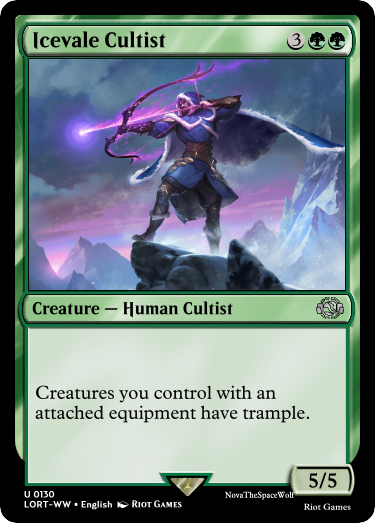 Icevale Cultist 3
Creature — Human Cultist
Creatures you control with an
attached equipment have trample.
5/5
U 0130
LORT-WW • English Riot Games
NovaTheSpaceWolf
Riot Games